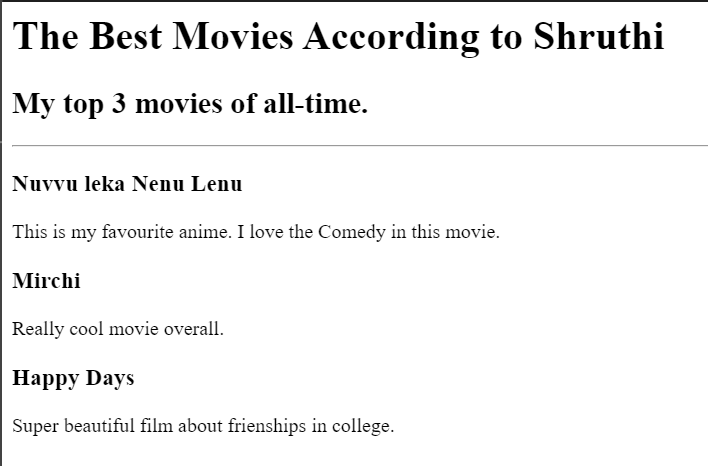 The Best Movies According to Shruthi
My top 3 movies of all-time.
Nuvvu leka Nenu Lenu
This is my favourite anime. I love the Comedy in this movie.
Mirchi
Really cool movie overall.
Happy Days
Super beautiful film about frienships in college.